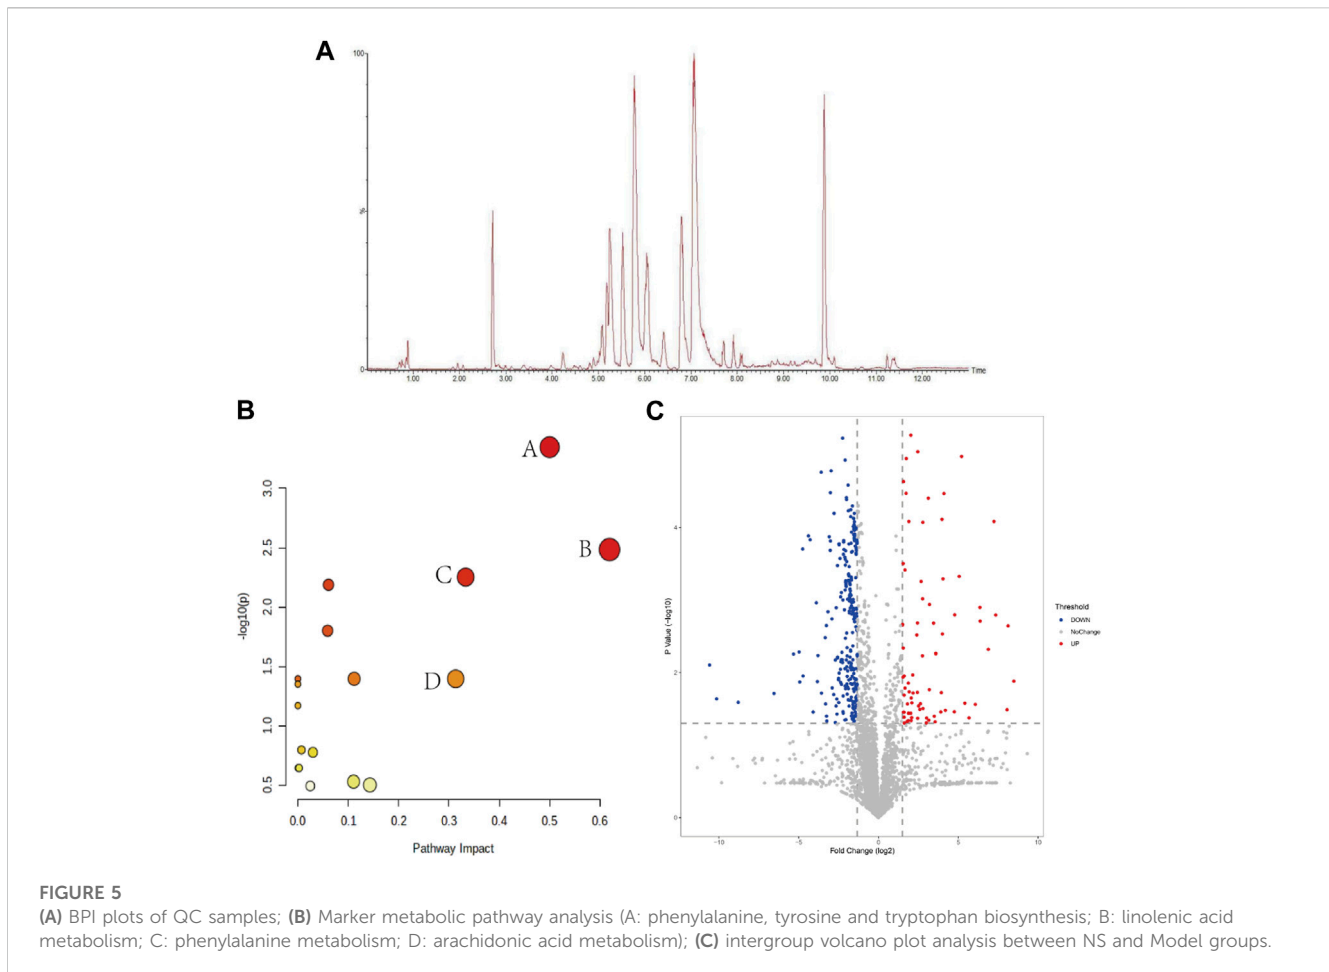 A
100
%
0
1.00 2.00 3.00 4.00 5.00 6.00 7.00 8.00 9.00 10.00 11.00 12.00
Time
B
A
B
C
D
3.0
2.5
2.0
1.5
1.0
0.5
-log10(p)
0.0 0.1 0.2 0.3 0.4 0.5 0.6
Pathway Impact
C
4
2
0
P Value (-log10)
-10 -5 0 5 10
Fold Change (log2)
Threshold
DOWN
NoChange
UP
FIGURE 5
(A) BPI plots of QC samples; (B) Marker metabolic pathway analysis (A: phenylalanine, tyrosine and tryptophan biosynthesis; B: linolenic acid
metabolism; C: phenylalanine metabolism; D: arachidonic acid metabolism); (C) intergroup volcano plot analysis between NS and Model groups.